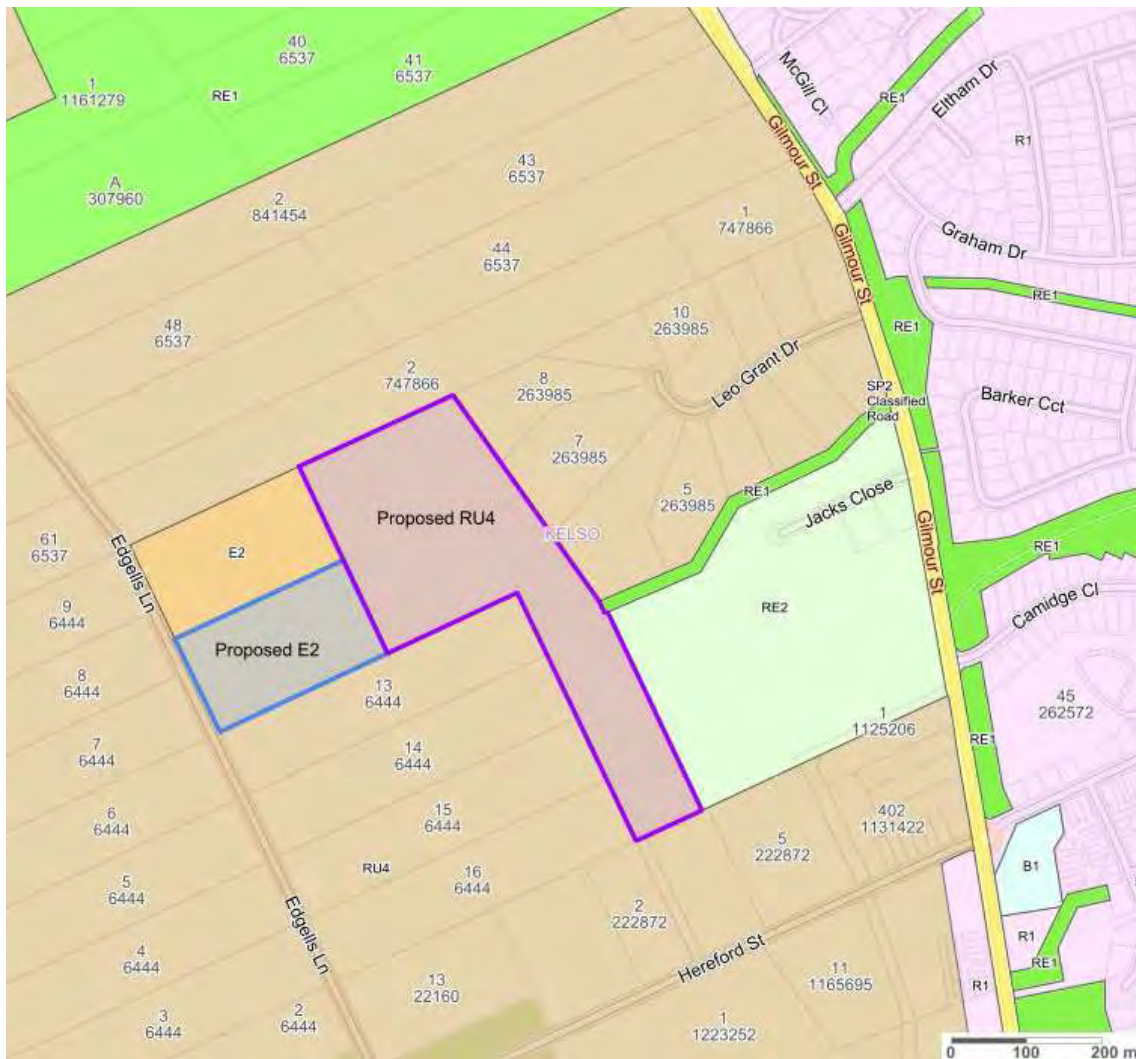 40
6537
41
6537
1
1161279
RE1
McGill Cl
RE1
Eltham Dr
R1
Gilmour St
43
6537
A
307960
2
841454
1
747866
Gilmour St
Graham Dr
44
6537
RE1
48
6537
10
263985
RE1
Leo Grant Dr
2
747866
8
263985
SP2
Classified
Road
Barker Cct
7
263985
5
263985
RE1
Jacks Close
Proposed RU4
KELSO
Gilmour St
RE1
61
6537
Edgells Ln
E2
9
6444
RE2
Camidge Cl
Proposed E2
8
6444
13
6444
45
262572
1
1125206
7
6444
14
6444
RE1
6
6444
15
6444
402
1131422
5
222872
B1
RU4
16
6444
5
6444
2
222872
Edgells Ln
Hereford St
R1
4
6444
RE1
13
22160
11
1165695
R1
3
6444
2
6444
1
1223252
0 100 200 m